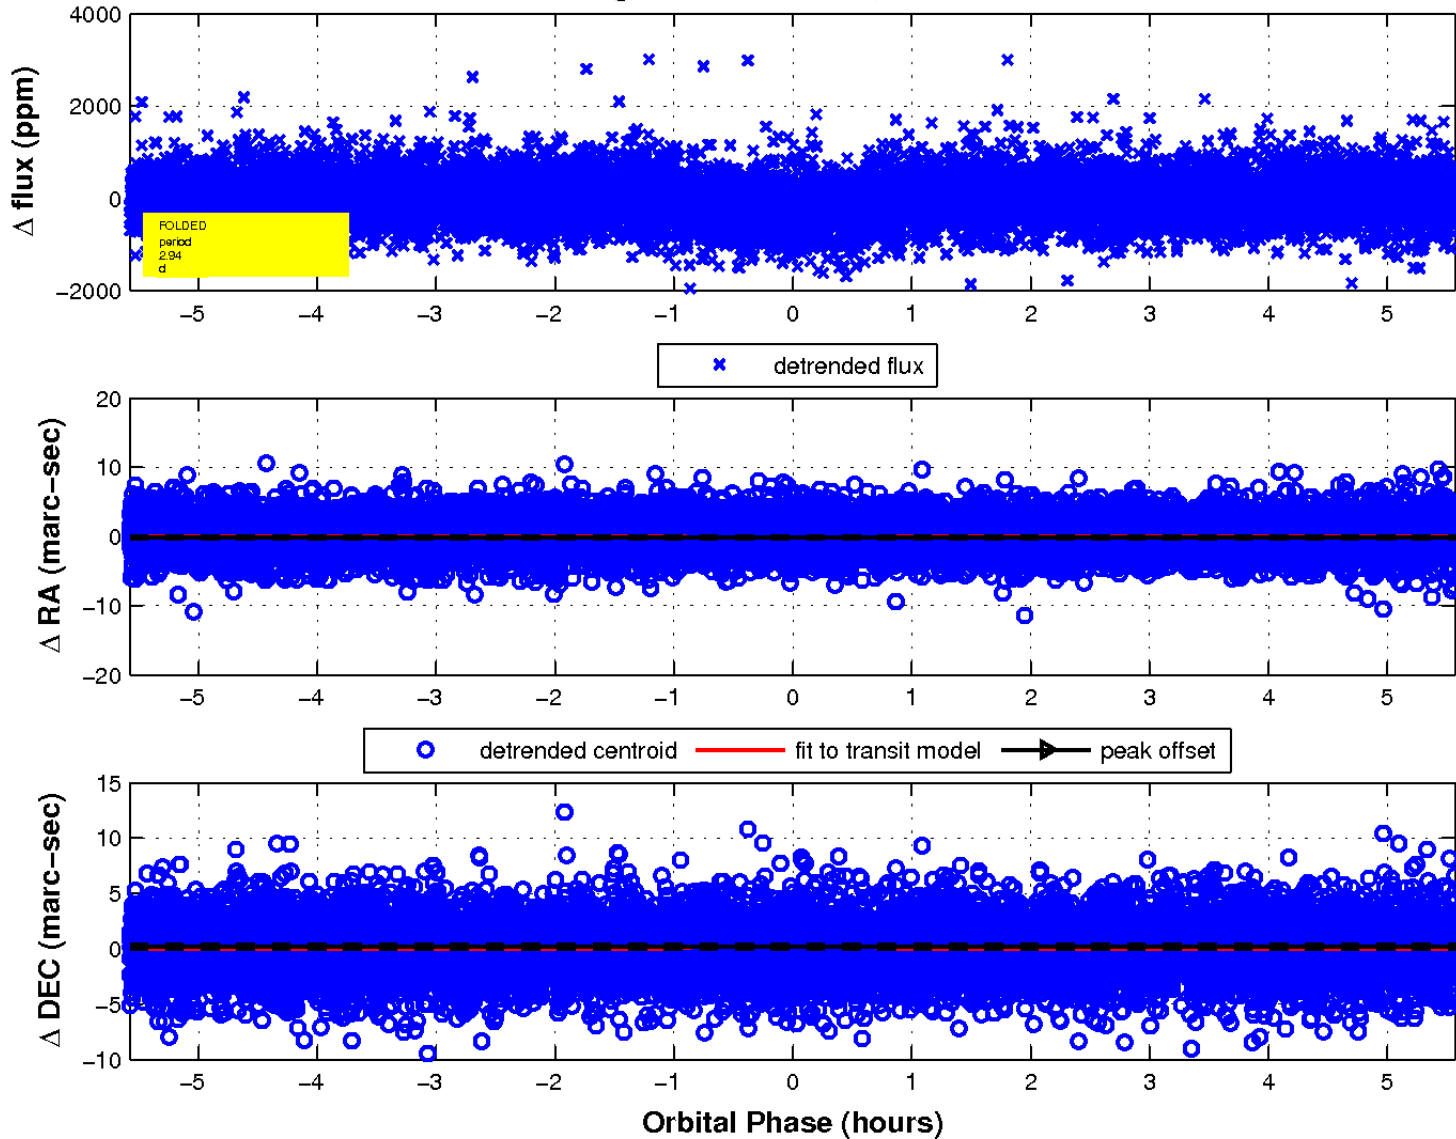 4000
2000
0
−2000
Δ flux (ppm)
FOLDED
period
2.94
d
−5 −4 −3 −2 −1 0 1 2 3 4 5
detrended flux
20
10
0
−10
−20
Δ RA (marc−sec)
−5 −4 −3 −2 −1 0 1 2 3 4 5
detrended centroid fit to transit model peak offset
15
10
5
0
−5
−10
Δ DEC (marc−sec)
−5 −4 −3 −2 −1 0 1 2 3 4 5
Orbital Phase (hours)